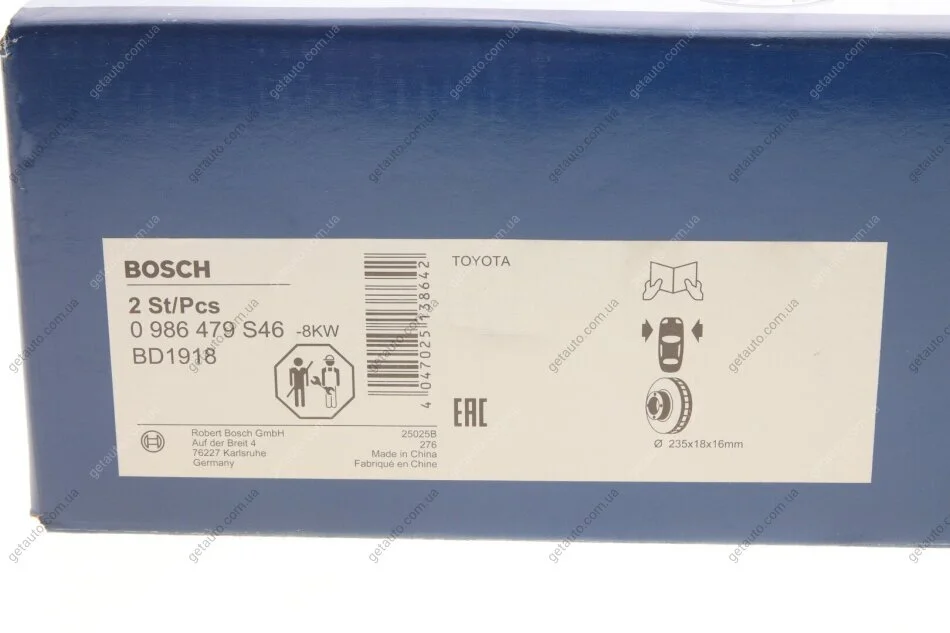 BOSCH
2 St/Pcs
0 986 479 S46 -8KW
BD1918
4 047025 138642
TOYOTA
EAC
Ø 235x18x16mm
Robert Bosch GmbH
Auf der Breit 4
76227 Karlsruhe
Germany
25025B
276
Made in China
Fabriqué en Chine
getauto.com.ua